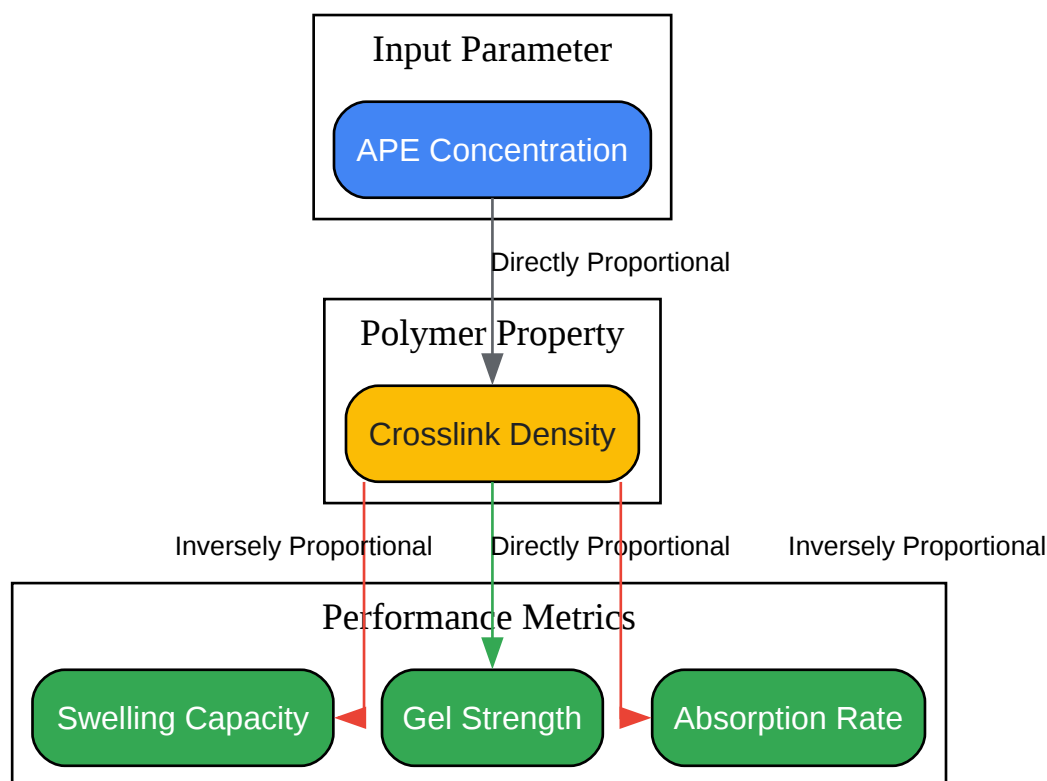 Input Parameter
APE Concentration
Directly Proportional
Polymer Property
Crosslink Density
Inversely Proportional
Directly Proportional
Inversely Proportional
Performance Metrics
Swelling Capacity
Gel Strength
Absorption Rate